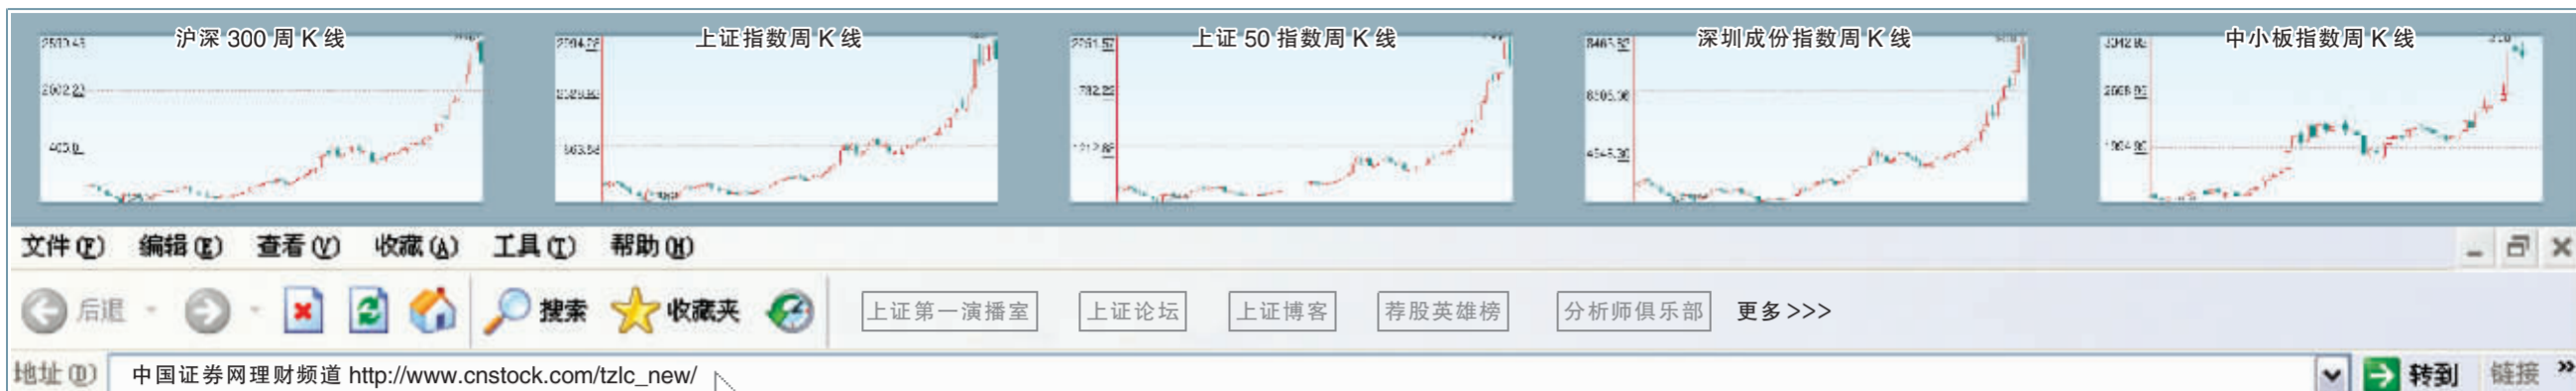 沪深 300 周 K 线
上证指数周 K 线
上证 50 指数周 K 线
深圳成份指数周 K 线
中小板指数周 K 线
文件(F) 编辑(E) 查看(V) 收藏(A) 工具(T) 帮助(H)
后退 搜索 收藏夹 上证第一演播室 上证论坛 上证博客 荐股英雄榜 分析师俱乐部 更多>>>
地址(D) 中国证券网理财频道 http://www.cnstock.com/tzlc_new/ 转到 链接 »